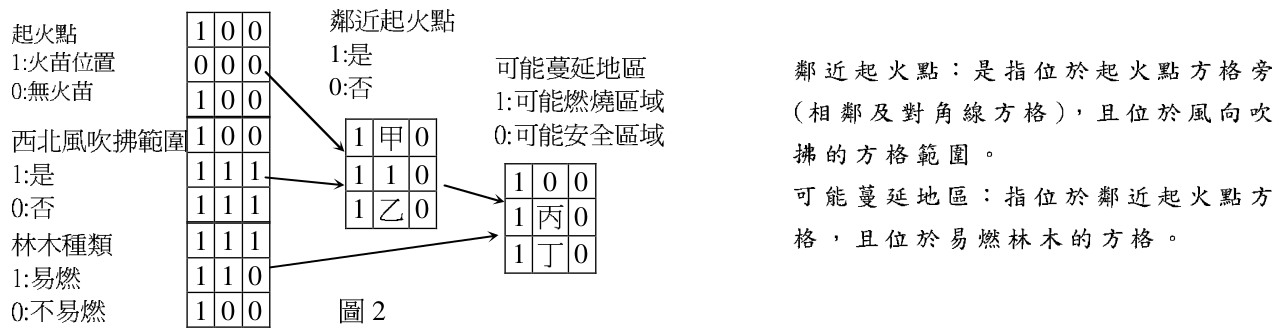 起火點
1:火苗位置
0:無火苗
1 0 0
0 0 0
1 0 0
西北風吹拂範圍
1:是
0:否
1 0 0
1 1 1
1 1 1
林木種類
1:易燃
0:不易燃
1 1 1
1 1 0
1 0 0
鄰近起火點
1:是
0:否
1 甲 0
1 1 0
1 乙 0
可能蔓延地區
1:可能燃燒區域
0:可能安全區域
1 0 0
1 丙 0
1 丁 0
圖 2
鄰近起火點：是指位於起火點方格旁
(相鄰及對角線方格)，且位於風向吹
拂的方格範圍。
可能蔓延地區：指位於鄰近起火點方
格，且位於易燃林木的方格。